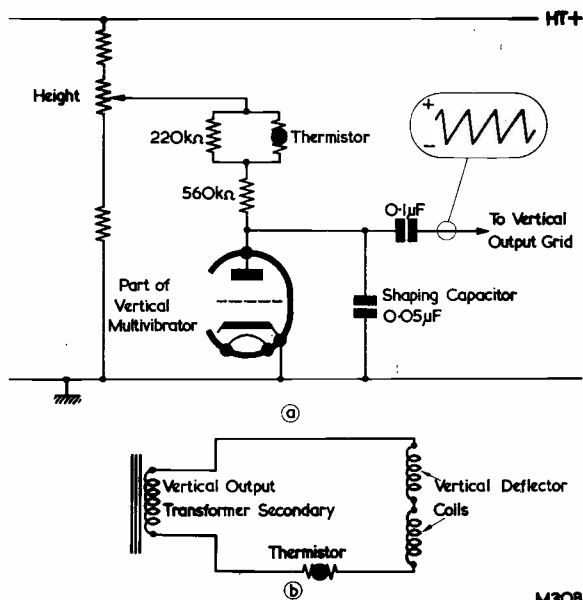 HT+
Height
220kΩ
Thermistor
+
−
560kΩ
0·1µF
To Vertical
Output Grid
Part of
Vertical
Multivibrator
Shaping Capacitor
0·05µF
a
Vertical Output
Transformer Secondary
Vertical Deflector
Coils
Thermistor
b
M308